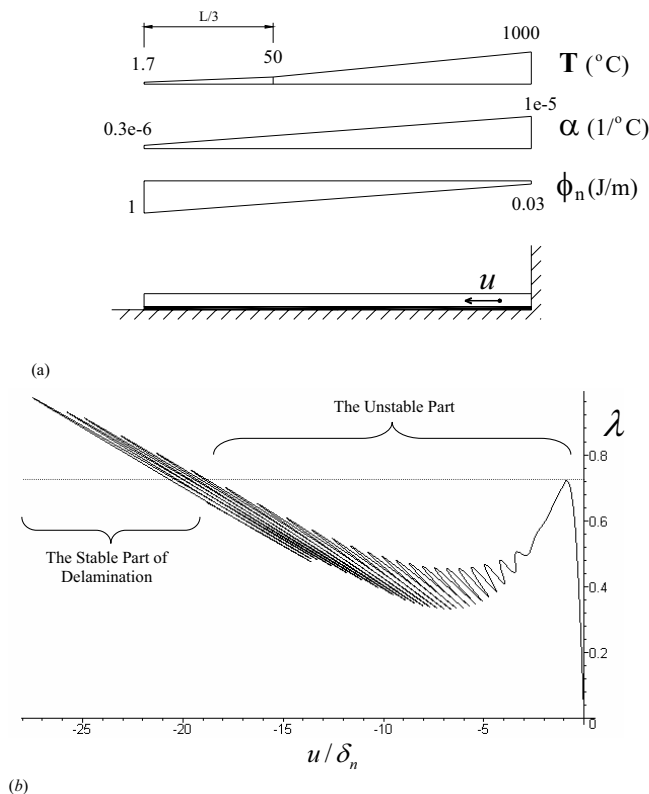 L/3
1.7
50
1000
T (°C)
0.3e-6
1e-5
α (1/°C)
1
0.03
ϕn (J/m)
u
(a)
The Unstable Part
λ
0.8
The Stable Part of
Delamination
0.6
0.4
0.2
0
-25 -20 -15 -10 -5
u / δn
(b)